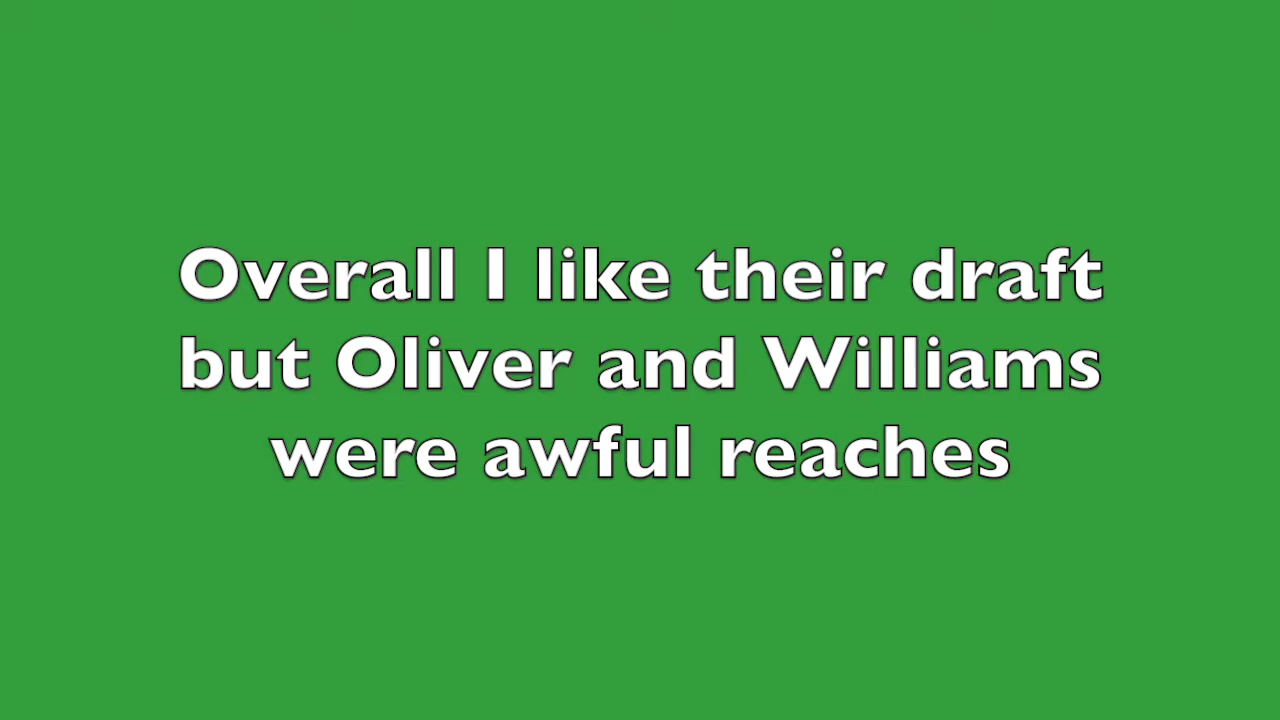 Overall I like their draft
but Oliver and Williams
were awful reaches